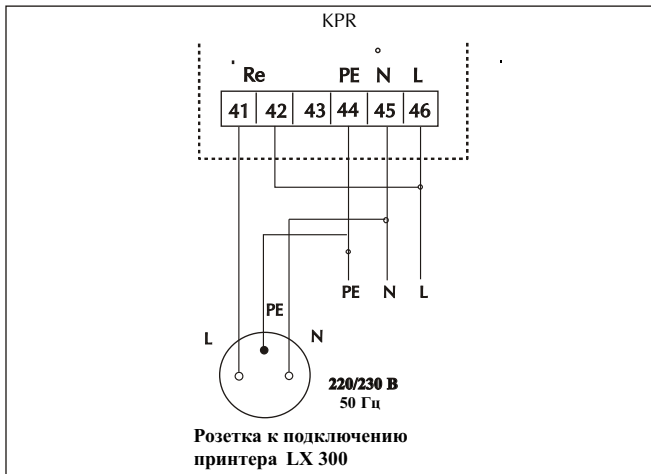 KPR
Re PE N L
41 42 43 44 45 46
PE N L
PE
L N
220/230 В
50 Гц
Розетка к подключению
принтера LX 300